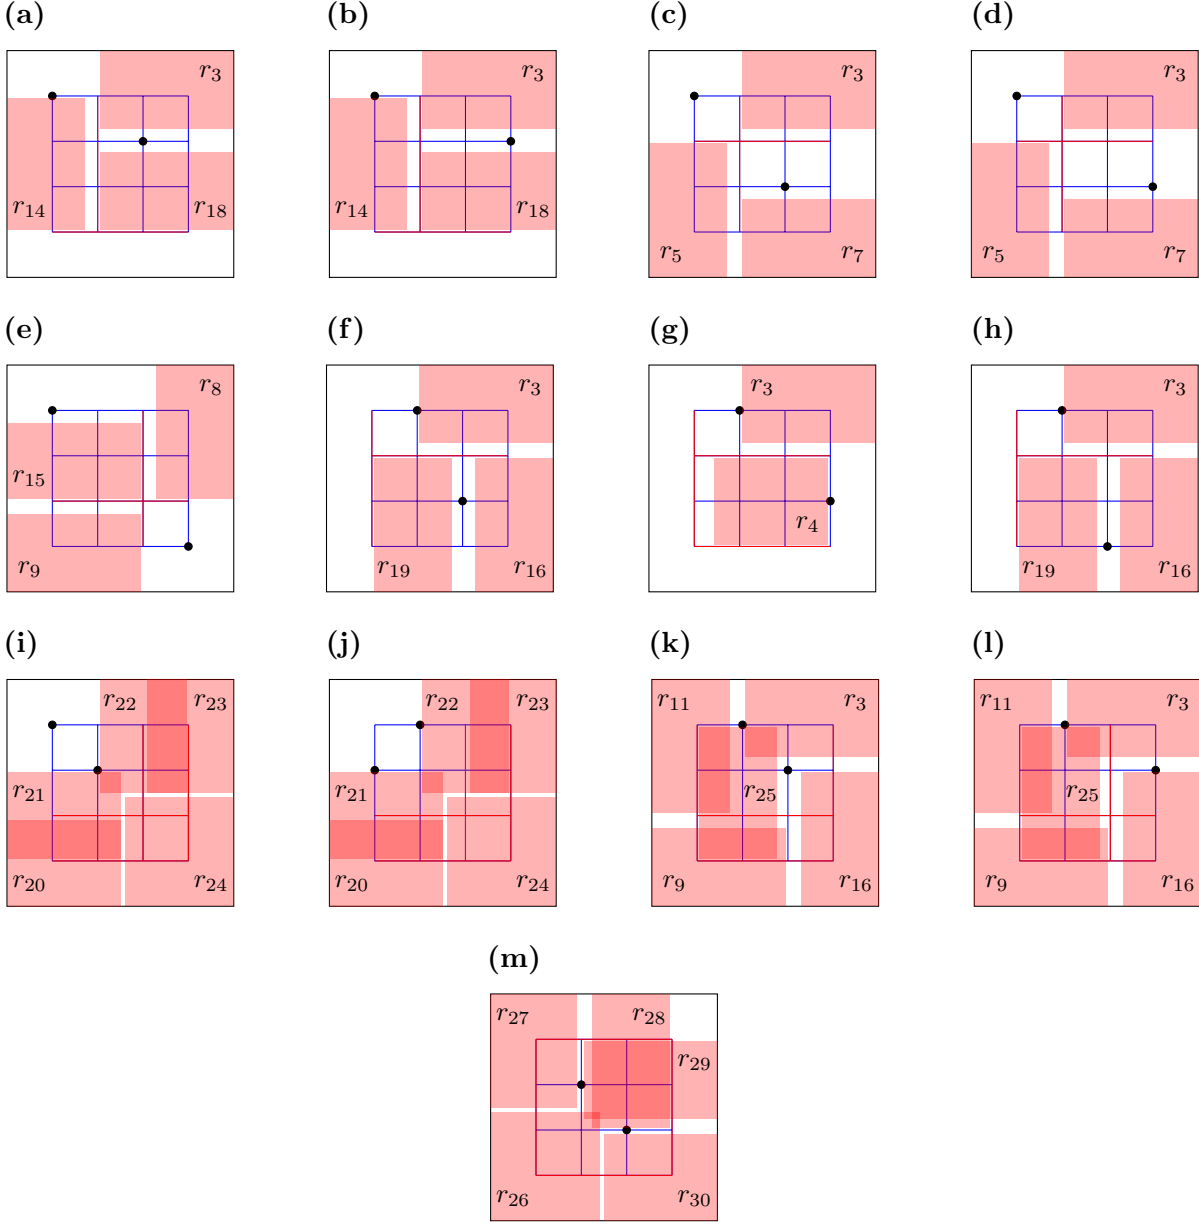 (a) (b) (c) (d)
r₃ r₃ r₃ r₃
r₁₄ r₁₈ r₁₄ r₁₈
r₅ r₇ r₅ r₇
(e) (f) (g) (h)
r₈ r₃ r₃ r₃
r₁₅
r₄
r₉ r₁₉ r₁₆ r₁₉ r₁₆
(i) (j) (k) (l)
r₂₂ r₂₃ r₂₂ r₂₃ r₁₁ r₃ r₁₁ r₃
r₂₁ r₂₁ r₂₅ r₂₅
r₂₀ r₂₄ r₂₀ r₂₄ r₉ r₁₆ r₉ r₁₆
(m)
r₂₇ r₂₈
r₂₉
r₂₆ r₃₀